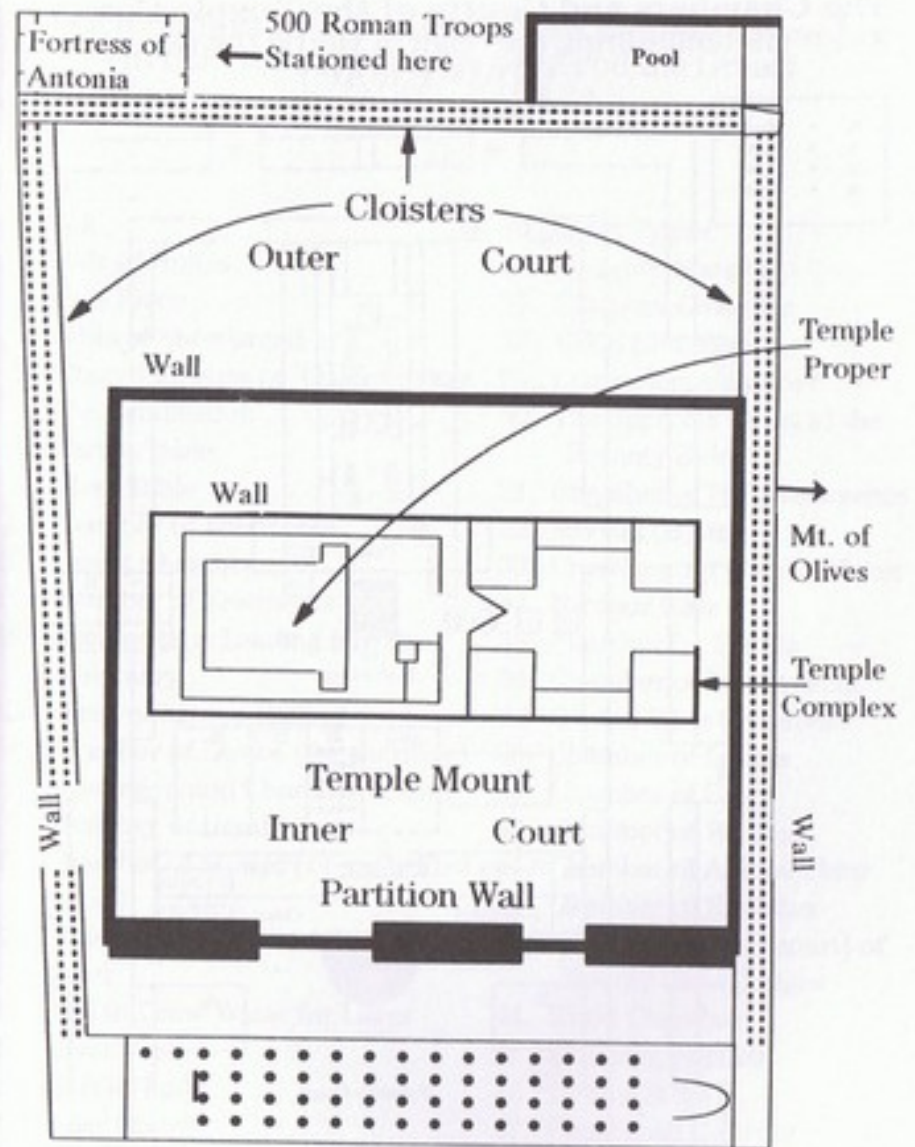 Fortress of
Antonia
500 Roman Troops
Stationed here
Pool
Cloisters
Outer Court
Temple
Proper
Wall
Wall
Mt. of
Olives
Temple
Complex
Temple Mount
Inner Court
Wall
Wall
Partition Wall